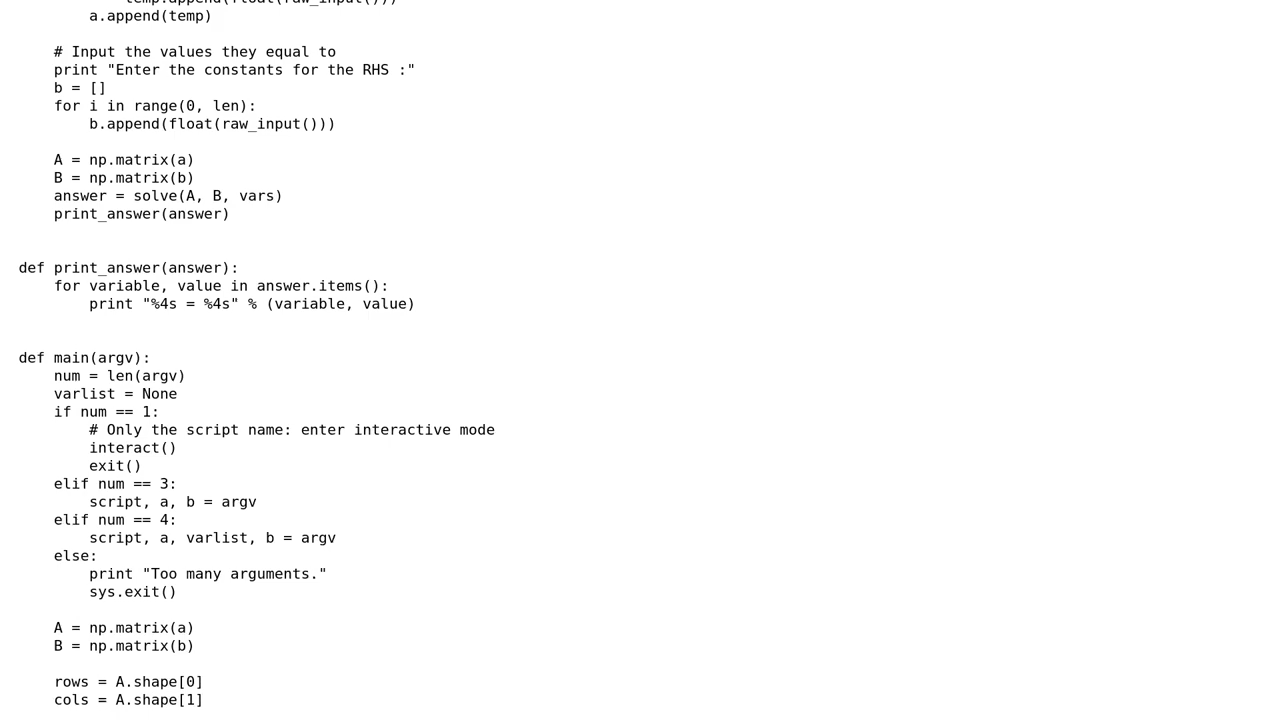 a.append(temp)
# Input the values they equal to
print "Enter the constants for the RHS :"
b = []
for i in range(0, len):
b.append(float(raw_input()))
A = np.matrix(a)
B = np.matrix(b)
answer = solve(A, B, vars)
print_answer(answer)
def print_answer(answer):
for variable, value in answer.items():
print "%4s = %4s" % (variable, value)
def main(argv):
num = len(argv)
varlist = None
if num == 1:
# Only the script name: enter interactive mode
interact()
exit()
elif num == 3:
script, a, b = argv
elif num == 4:
script, a, varlist, b = argv
else:
print "Too many arguments."
sys.exit()
A = np.matrix(a)
B = np.matrix(b)
rows = A.shape[0]
cols = A.shape[1]